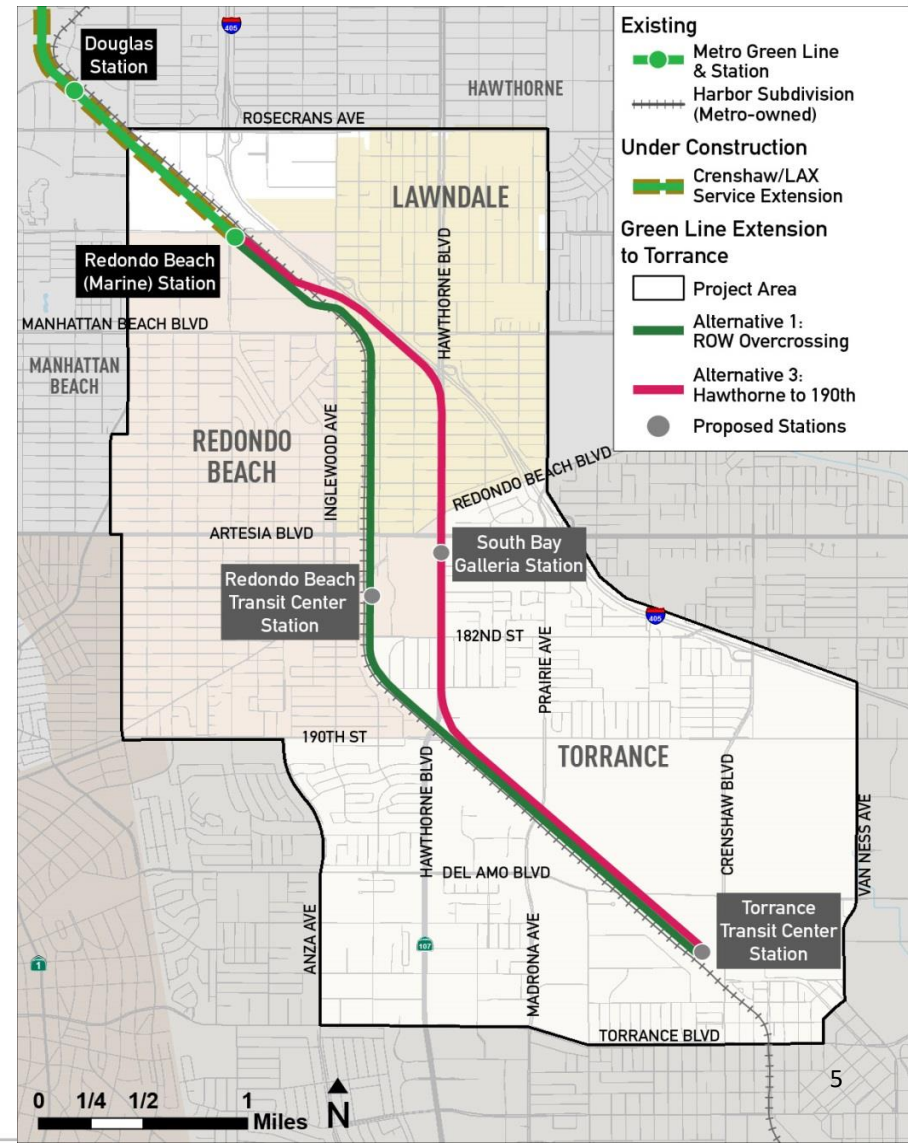 Douglas
Station
405
HAWTHORNE
ROSECRANS AVE
LAWNDALE
HAWTHORNE BLVD
Redondo Beach
(Marine) Station
MANHATTAN BEACH BLVD
MANHATTAN
BEACH
REDONDO
BEACH
INGLEWOOD AVE
REDONDO BEACH BLVD
ARTESIA BLVD
South Bay
Galleria Station
Redondo Beach
Transit Center
Station
182ND ST
PRAIRIE AVE
405
190TH ST
TORRANCE
HAWTHORNE BLVD
CRENSHAW BLVD
VAN NESS AVE
DEL AMO BLVD
ANZA AVE
107
MADRONA AVE
Torrance
Transit Center
Station
1
TORRANCE BLVD
5
0 1/4 1/2 1
Miles
N
Existing
Metro Green Line
& Station
Harbor Subdivision
(Metro-owned)
Under Construction
Crenshaw/LAX
Service Extension
Green Line Extension
to Torrance
Project Area
Alternative 1:
ROW Overcrossing
Alternative 3:
Hawthorne to 190th
Proposed Stations